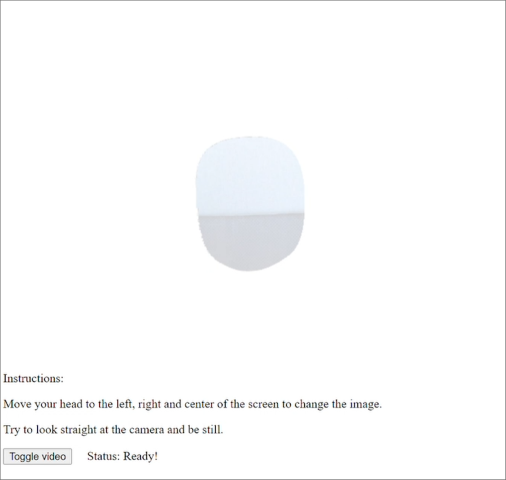 Instructions:
Move your head to the left, right and center of the screen to change the image.
Try to look straight at the camera and be still.
Toggle video Status: Ready!